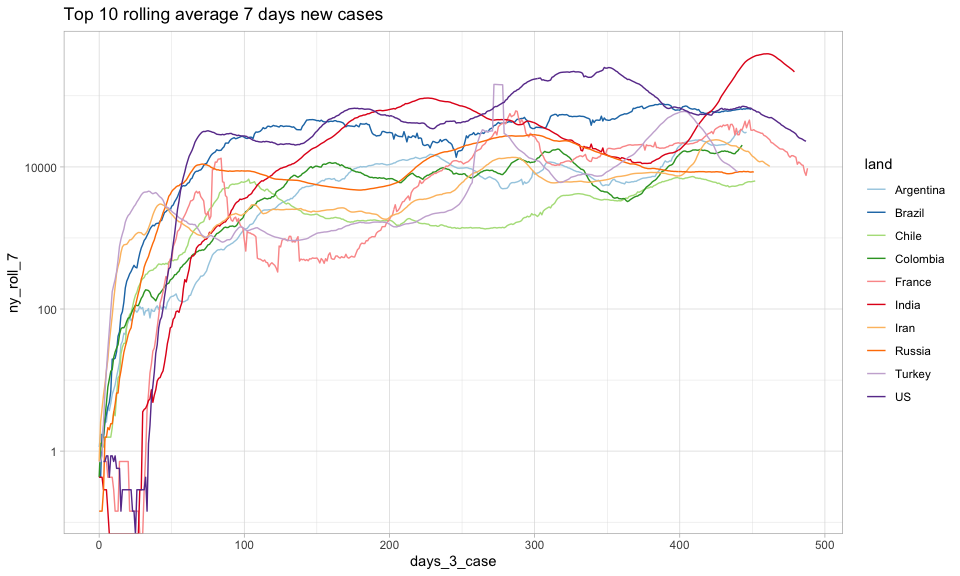 Top 10 rolling average 7 days new cases
ny_roll_7
10000
100
1
0
100
200
300
400
500
days_3_case
land
Argentina
Brazil
Chile
Colombia
France
India
Iran
Russia
Turkey
US